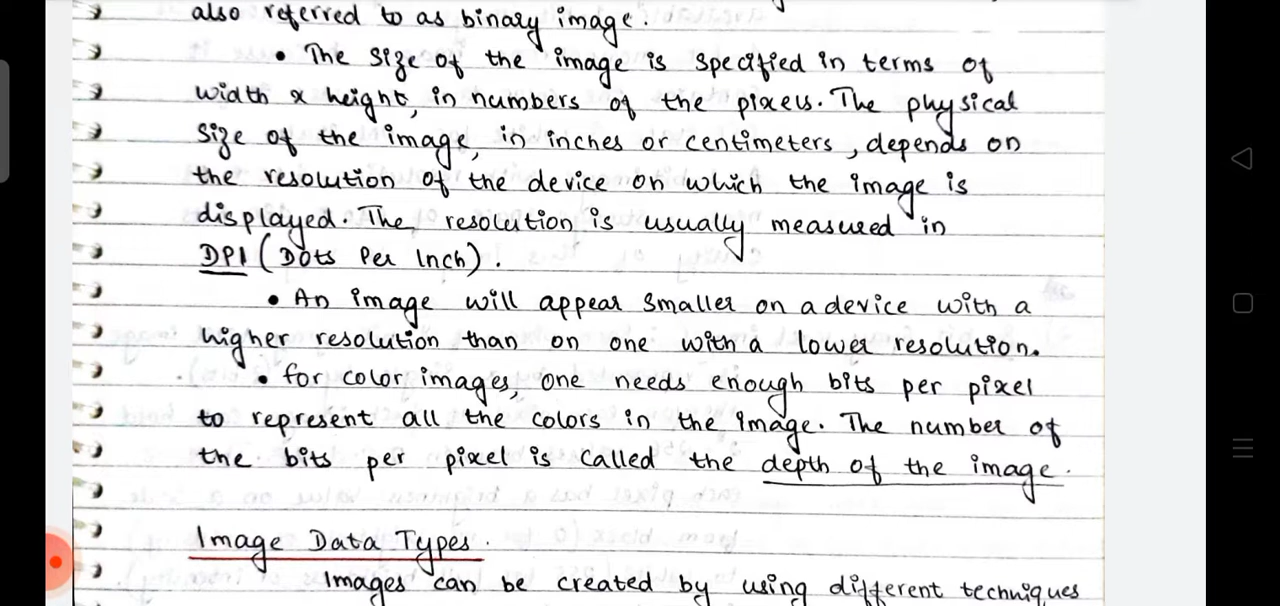 also referred to as binary image.
• The size of the image is specified in terms of
width x height, in numbers of the pixels. The physical
size of the image, in inches or centimeters, depends on
the resolution of the device on which the image is
displayed. The resolution is usually measured in
DPI (Dots Per Inch).
• An image will appear smaller on a device with a
higher resolution than on one with a lower resolution.
• For color images, one needs enough bits per pixel
to represent all the colors in the image. The number of
the bits per pixel is called the depth of the image.
Image Data Types.
Images can be created by using different techniques